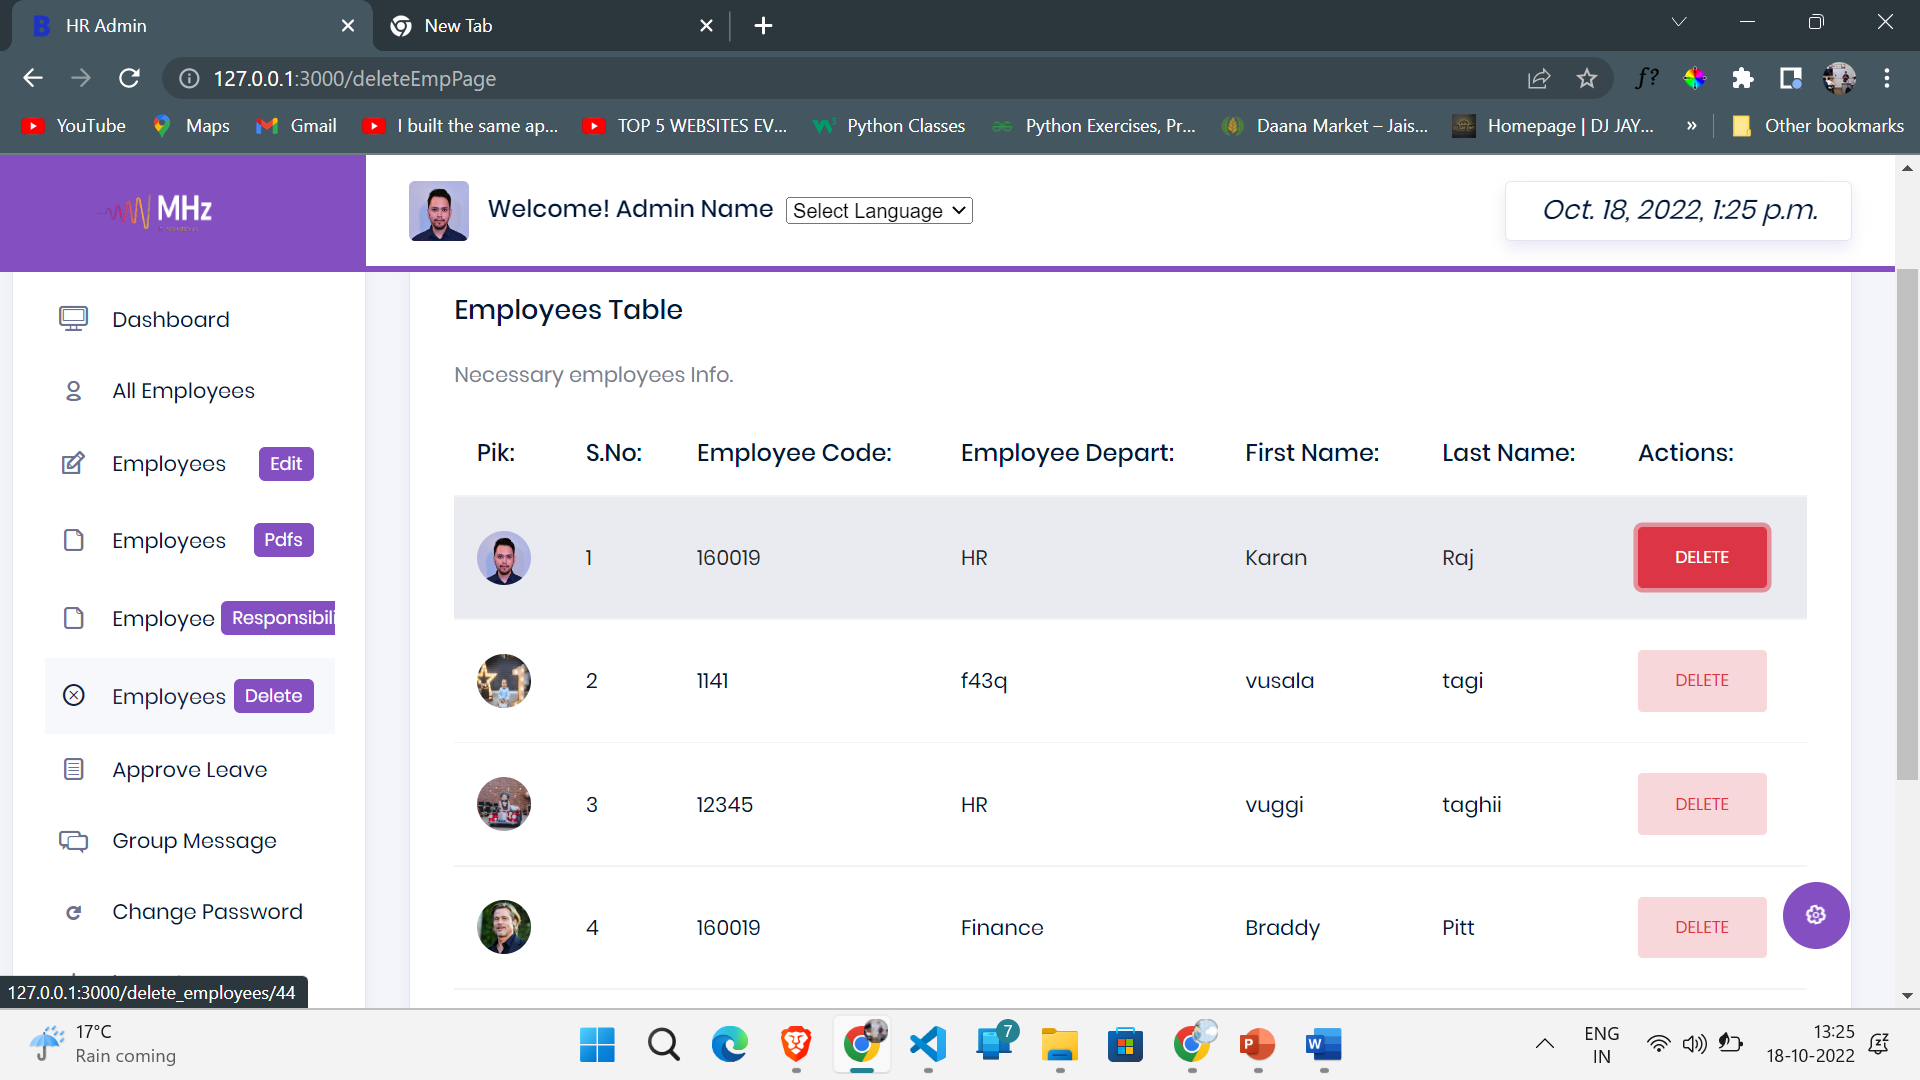 HR Admin
New Tab
127.0.0.1:3000/deleteEmpPage
YouTube Maps Gmail I built the same ap... TOP 5 WEBSITES EV... Python Classes Python Exercises, Pr... Daana Market – Jais... Homepage | DJ JAY... » Other bookmarks
MHz
Welcome! Admin Name Select Language
Oct. 18, 2022, 1:25 p.m.
Dashboard
All Employees
Employees Edit
Employees Pdfs
Employee Responsibili
Employees Delete
Approve Leave
Group Message
Change Password
Employees Table
Necessary employees Info.
Pik: S.No: Employee Code: Employee Depart: First Name: Last Name: Actions:
1 160019 HR Karan Raj DELETE
2 1141 f43q vusala tagi DELETE
3 12345 HR vuggi taghii DELETE
4 160019 Finance Braddy Pitt DELETE
127.0.0.1:3000/delete_employees/44
17°C
Rain coming
7
ENG
IN
13:25
18-10-2022